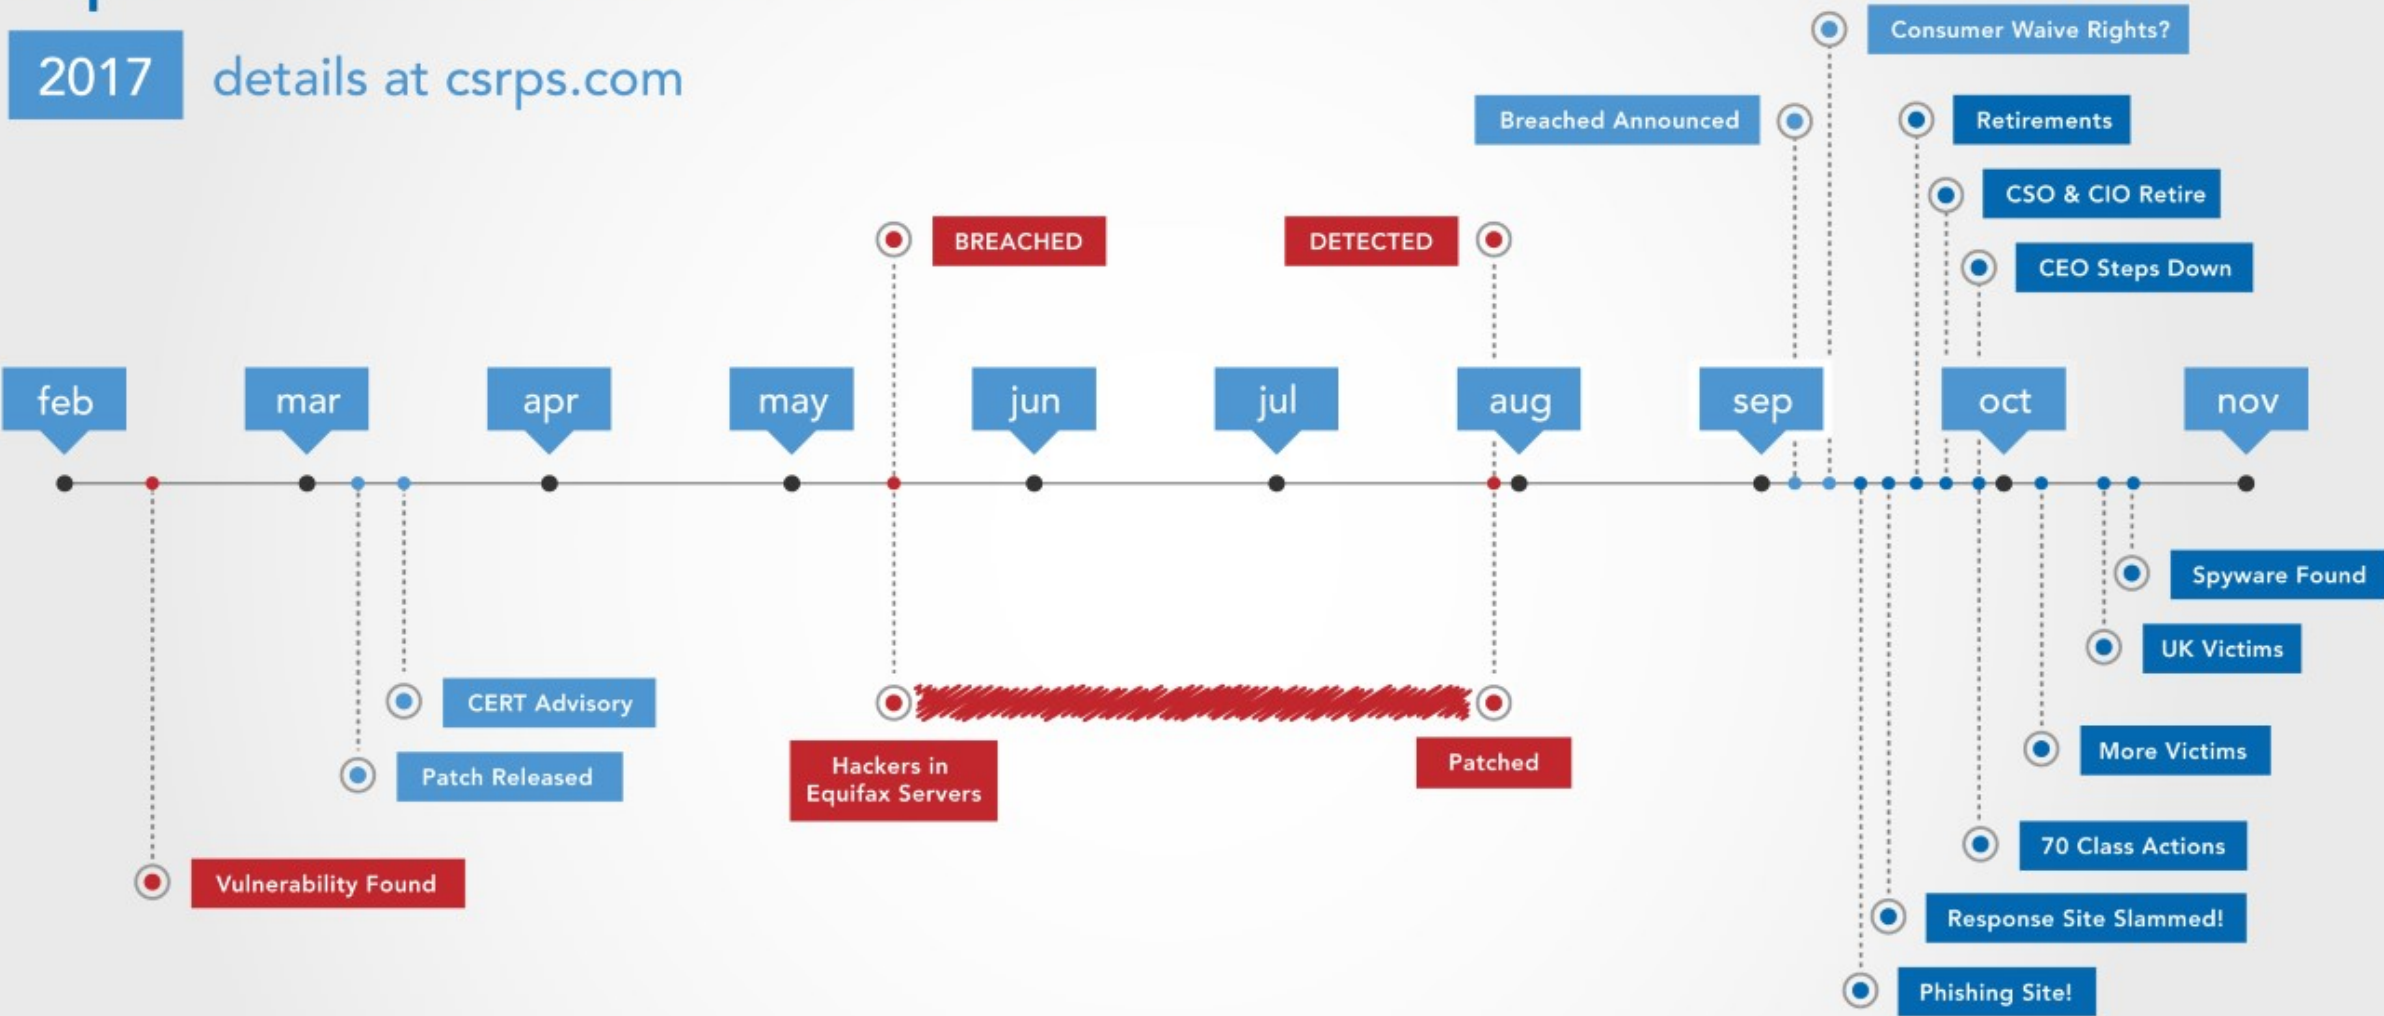 2017 details at csrps.com
Consumer Waive Rights?
Breached Announced
Retirements
CSO & CIO Retire
CEO Steps Down
BREACHED
DETECTED
feb
mar
apr
may
jun
jul
aug
sep
oct
nov
Spyware Found
UK Victims
CERT Advisory
Patch Released
Hackers in
Equifax Servers
Patched
More Victims
70 Class Actions
Vulnerability Found
Response Site Slammed!
Phishing Site!